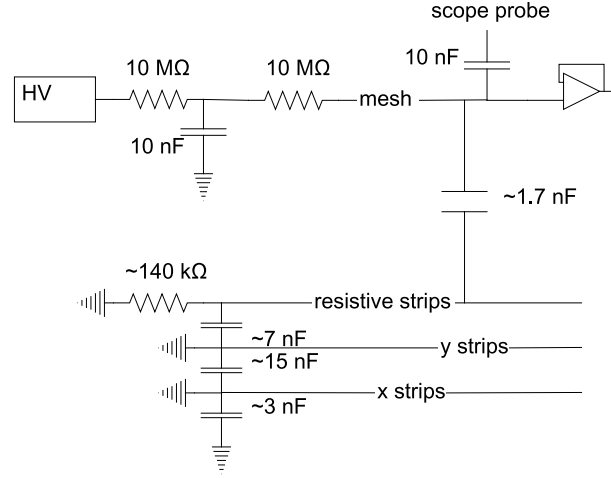 scope probe
10 MΩ
10 MΩ
10 nF
HV
mesh
10 nF
~1.7 nF
~140 kΩ
resistive strips
~7 nF
y strips
~15 nF
x strips
~3 nF